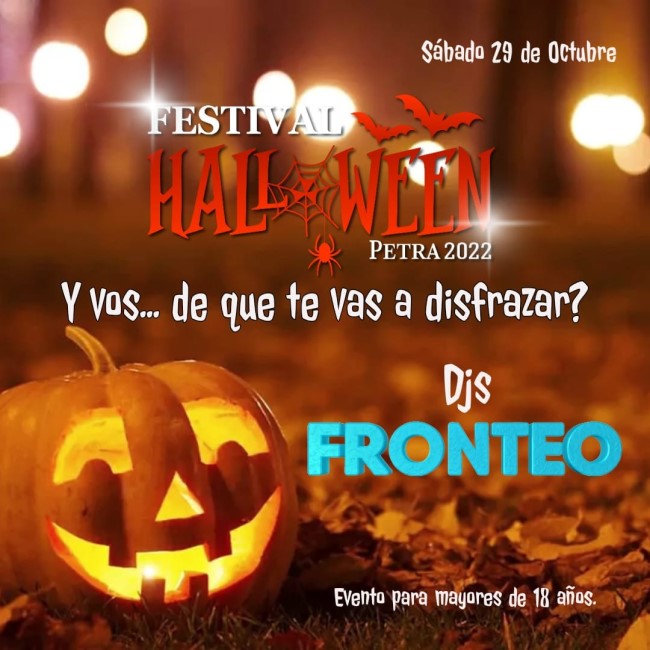 Sábado 29 de Octubre
FESTIVAL
HALLOWEEN
PETRA 2022
Y vos... de que te vas a disfrazar?
Djs
FRONTEO
Evento para mayores de 18 años.